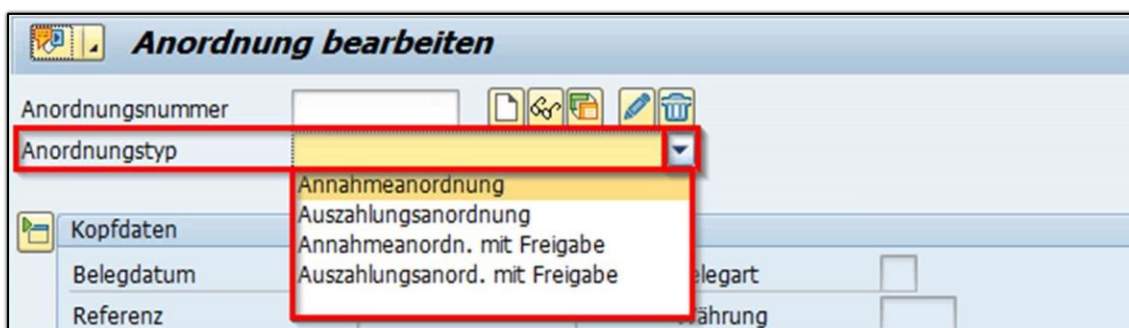 Anordnung bearbeiten
Anordnungsnummer
Anordnungstyp
Annahmeanordnung
Auszahlungsanordnung
Annahmeanordn. mit Freigabe
Auszahlungsanord. mit Freigabe
Kopfdaten
Belegdatum elegart
Referenz ährung